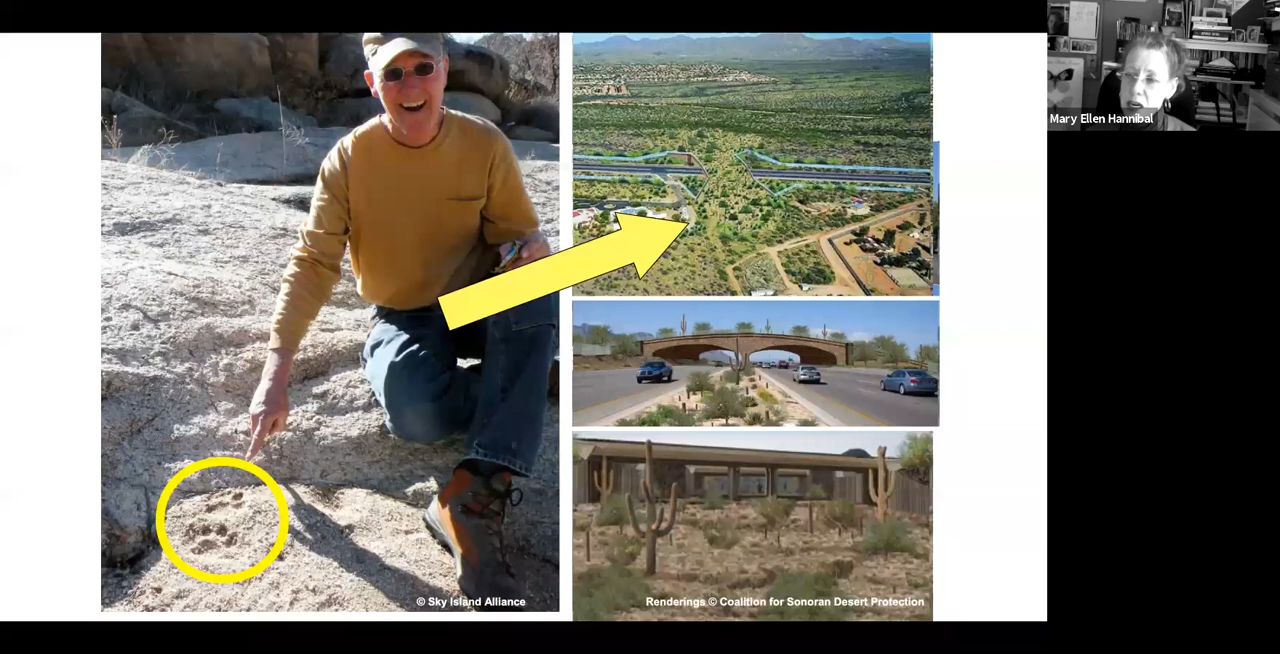 Mary Ellen Hannibal
© Sky Island Alliance
Renderings © Coalition for Sonoran Desert Protection